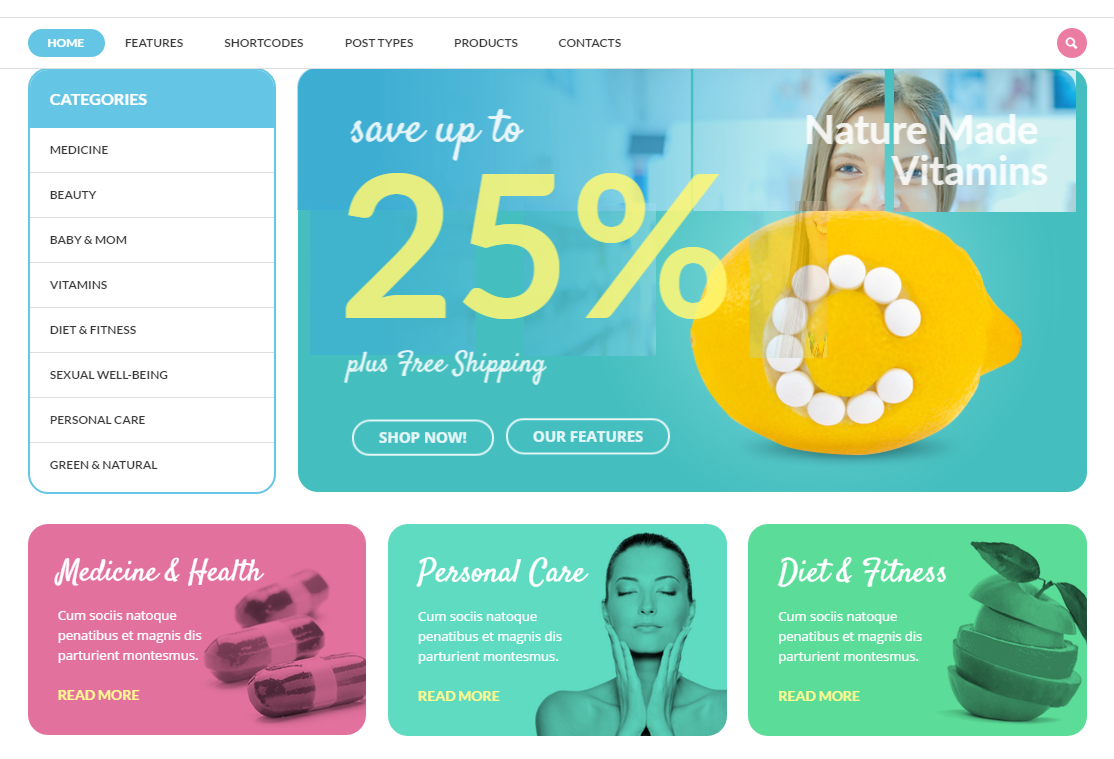 HOME FEATURES SHORTCODES POST TYPES PRODUCTS CONTACTS
CATEGORIES
MEDICINE
BEAUTY
BABY & MOM
VITAMINS
DIET & FITNESS
SEXUAL WELL-BEING
PERSONAL CARE
GREEN & NATURAL
save up to
25%
plus Free Shipping
SHOP NOW! OUR FEATURES
Nature Made
Vitamins
Medicine & Health
Cum sociis natoque
penatibus et magnis dis
parturient montesmus.
READ MORE
Personal Care
Cum sociis natoque
penatibus et magnis dis
parturient montesmus.
READ MORE
Diet & Fitness
Cum sociis natoque
penatibus et magnis dis
parturient montesmus.
READ MORE